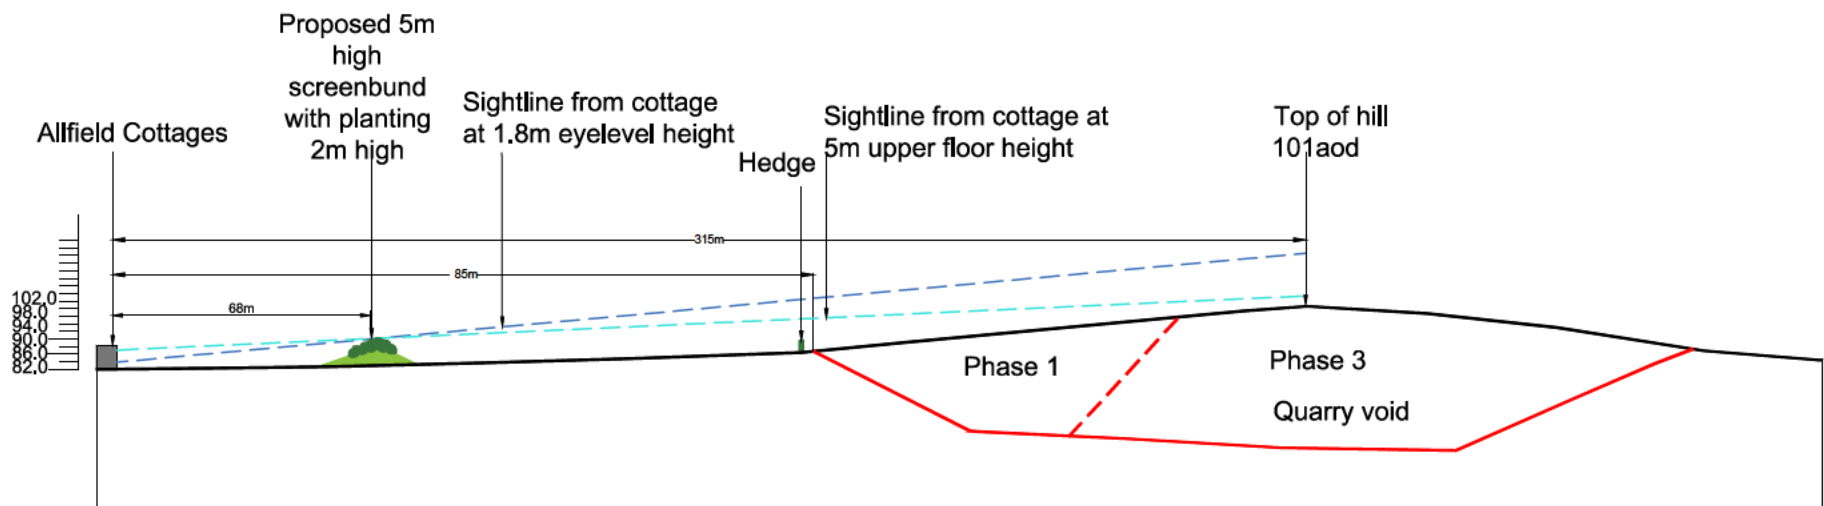 Proposed 5m
high
screenbund
with planting
2m high
Allfield Cottages
Sightline from cottage
at 1.8m eyelevel height
Hedge
Sightline from cottage at
5m upper floor height
Top of hill
101aod
315m
85m
68m
102.0
98.0
94.0
90.0
86.0
82.0
Phase 1
Phase 3
Quarry void